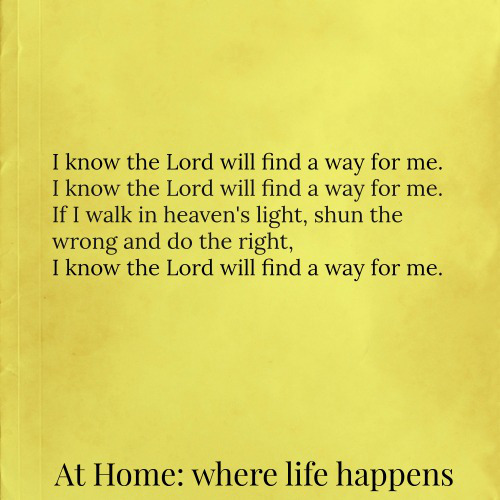 I know the Lord will find a way for me.
I know the Lord will find a way for me.
If I walk in heaven's light, shun the
wrong and do the right,
I know the Lord will find a way for me.
At Home: where life happens